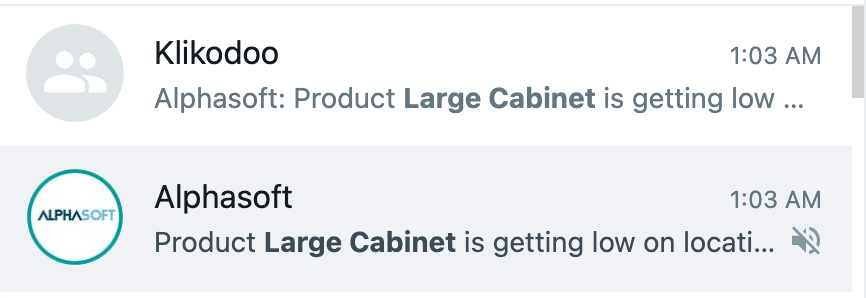 Klikodoo
1:03 AM
Alphasoft: Product Large Cabinet is getting low ...
ALPHASOFT
Alphasoft
1:03 AM
Product Large Cabinet is getting low on locati...